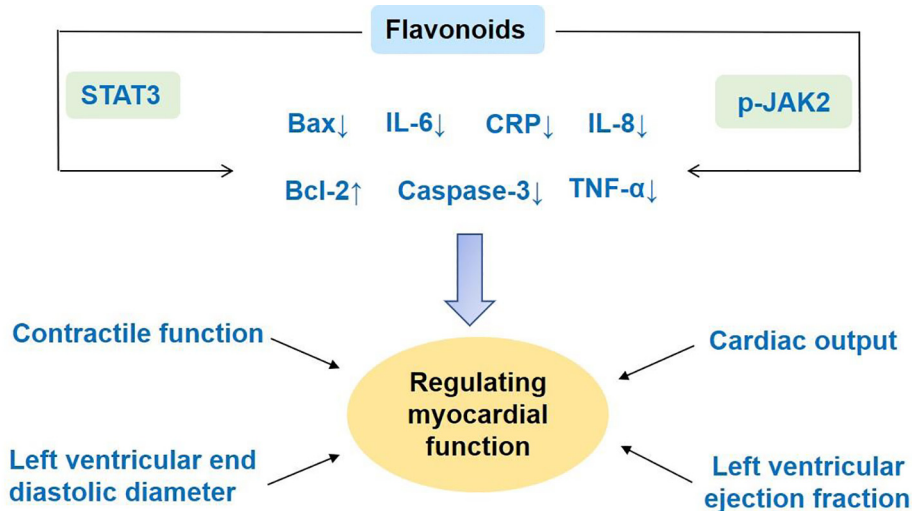 Flavonoids
STAT3
p-JAK2
Bax↓ IL-6↓ CRP↓ IL-8↓
Bcl-2↑ Caspase-3↓ TNF-α↓
Contractile function
Cardiac output
Regulating
myocardial
function
Left ventricular end
diastolic diameter
Left ventricular
ejection fraction